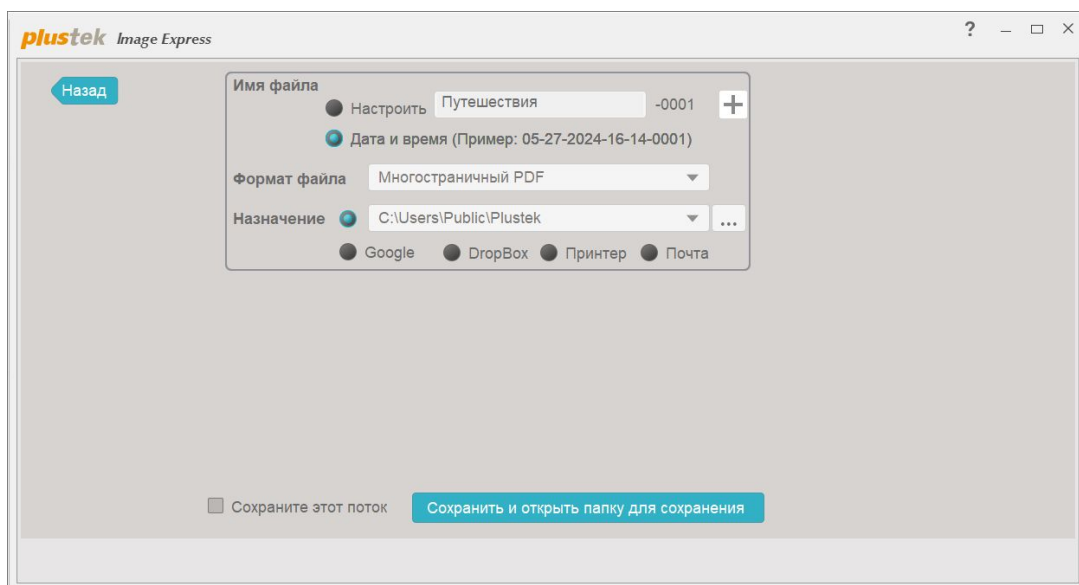 plustek Image Express
?
Назад
Имя файла
Настроить Путешествия -0001 +
Дата и время (Пример: 05-27-2024-16-14-0001)
Формат файла Многостраничный PDF
Назначение C:\Users\Public\Plustek ...
Google DropBox Принтер Почта
Сохраните этот поток Сохранить и открыть папку для сохранения